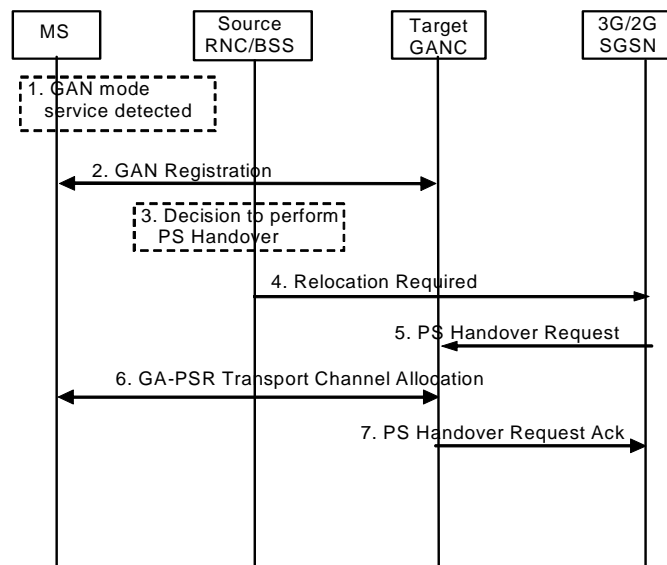 MS
Source
RNC/BSS
Target
GANC
3G/2G
SGSN
1. GAN mode
service detected
2. GAN Registration
3. Decision to perform
PS Handover
4. Relocation Required
5. PS Handover Request
6. GA-PSR Transport Channel Allocation
7. PS Handover Request Ack